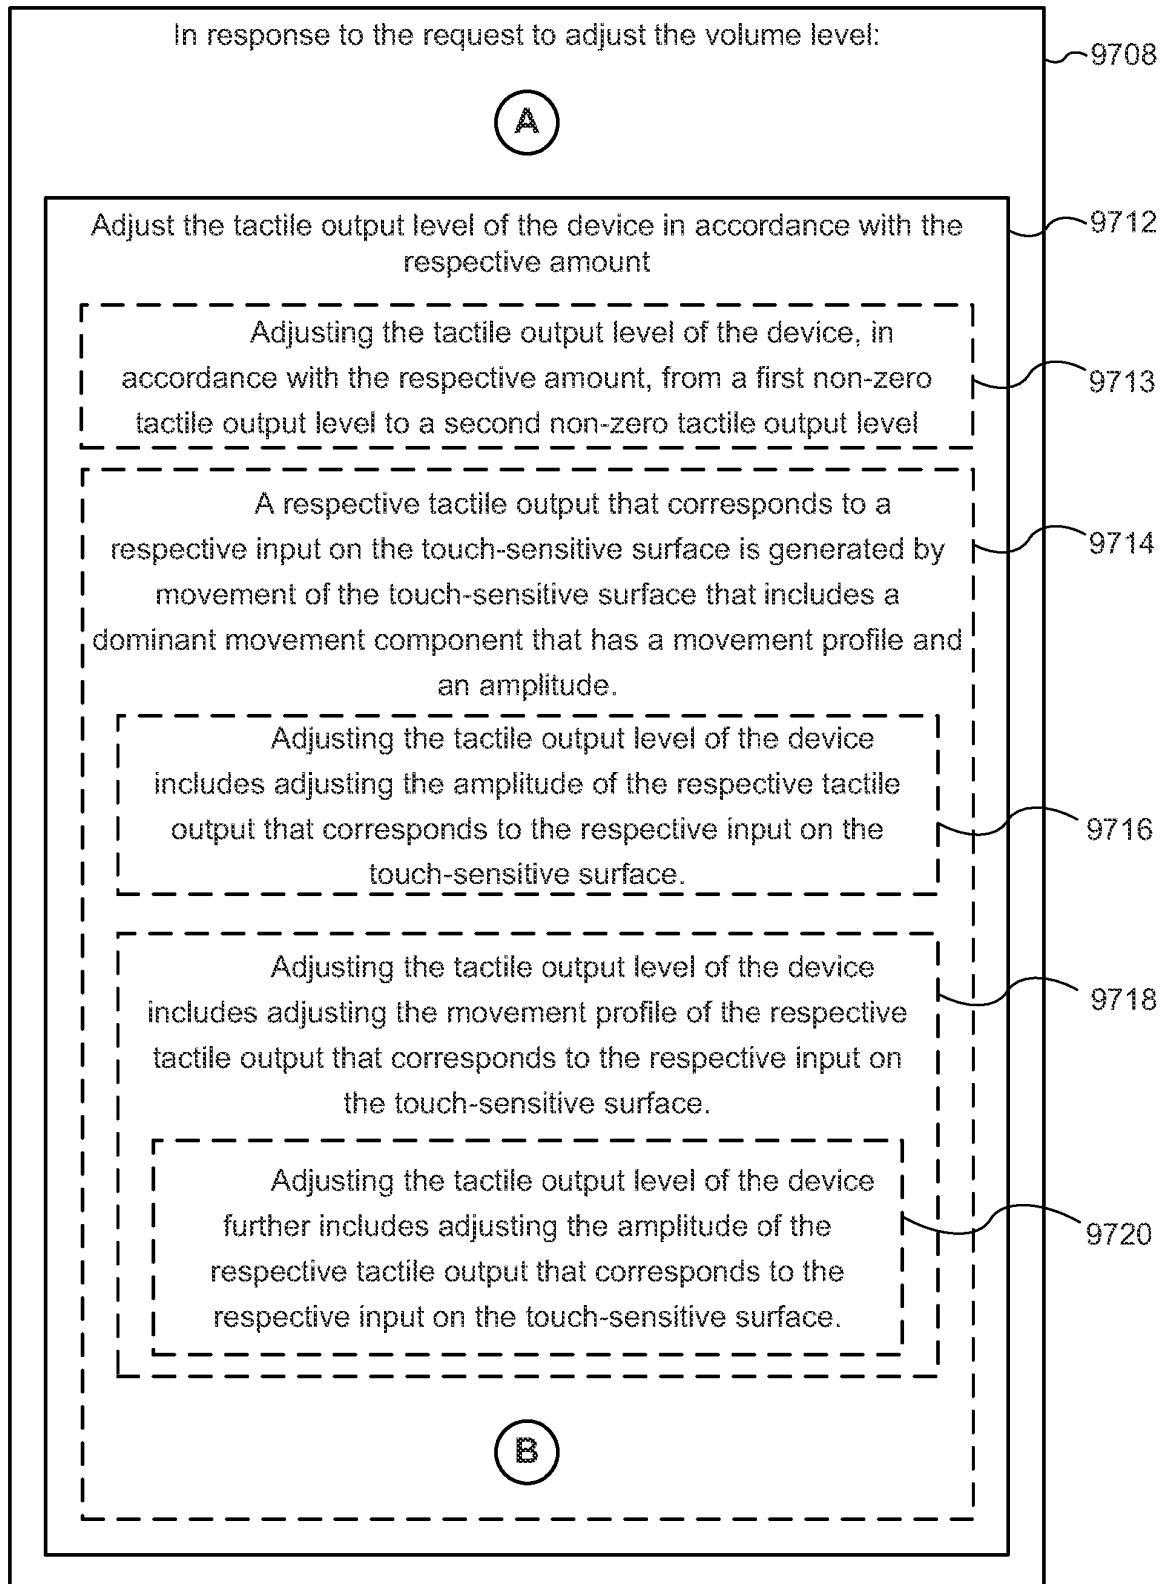 In response to the request to adjust the volume level:
9708
A
Adjust the tactile output level of the device in accordance with the
respective amount
9712
Adjusting the tactile output level of the device, in
accordance with the respective amount, from a first non-zero
tactile output level to a second non-zero tactile output level
9713
A respective tactile output that corresponds to a
respective input on the touch-sensitive surface is generated by
movement of the touch-sensitive surface that includes a
dominant movement component that has a movement profile and
an amplitude.
9714
Adjusting the tactile output level of the device
includes adjusting the amplitude of the respective tactile
output that corresponds to the respective input on the
touch-sensitive surface.
9716
Adjusting the tactile output level of the device
includes adjusting the movement profile of the respective
tactile output that corresponds to the respective input on
the touch-sensitive surface.
9718
Adjusting the tactile output level of the device
further includes adjusting the amplitude of the
respective tactile output that corresponds to the
respective input on the touch-sensitive surface.
9720
B